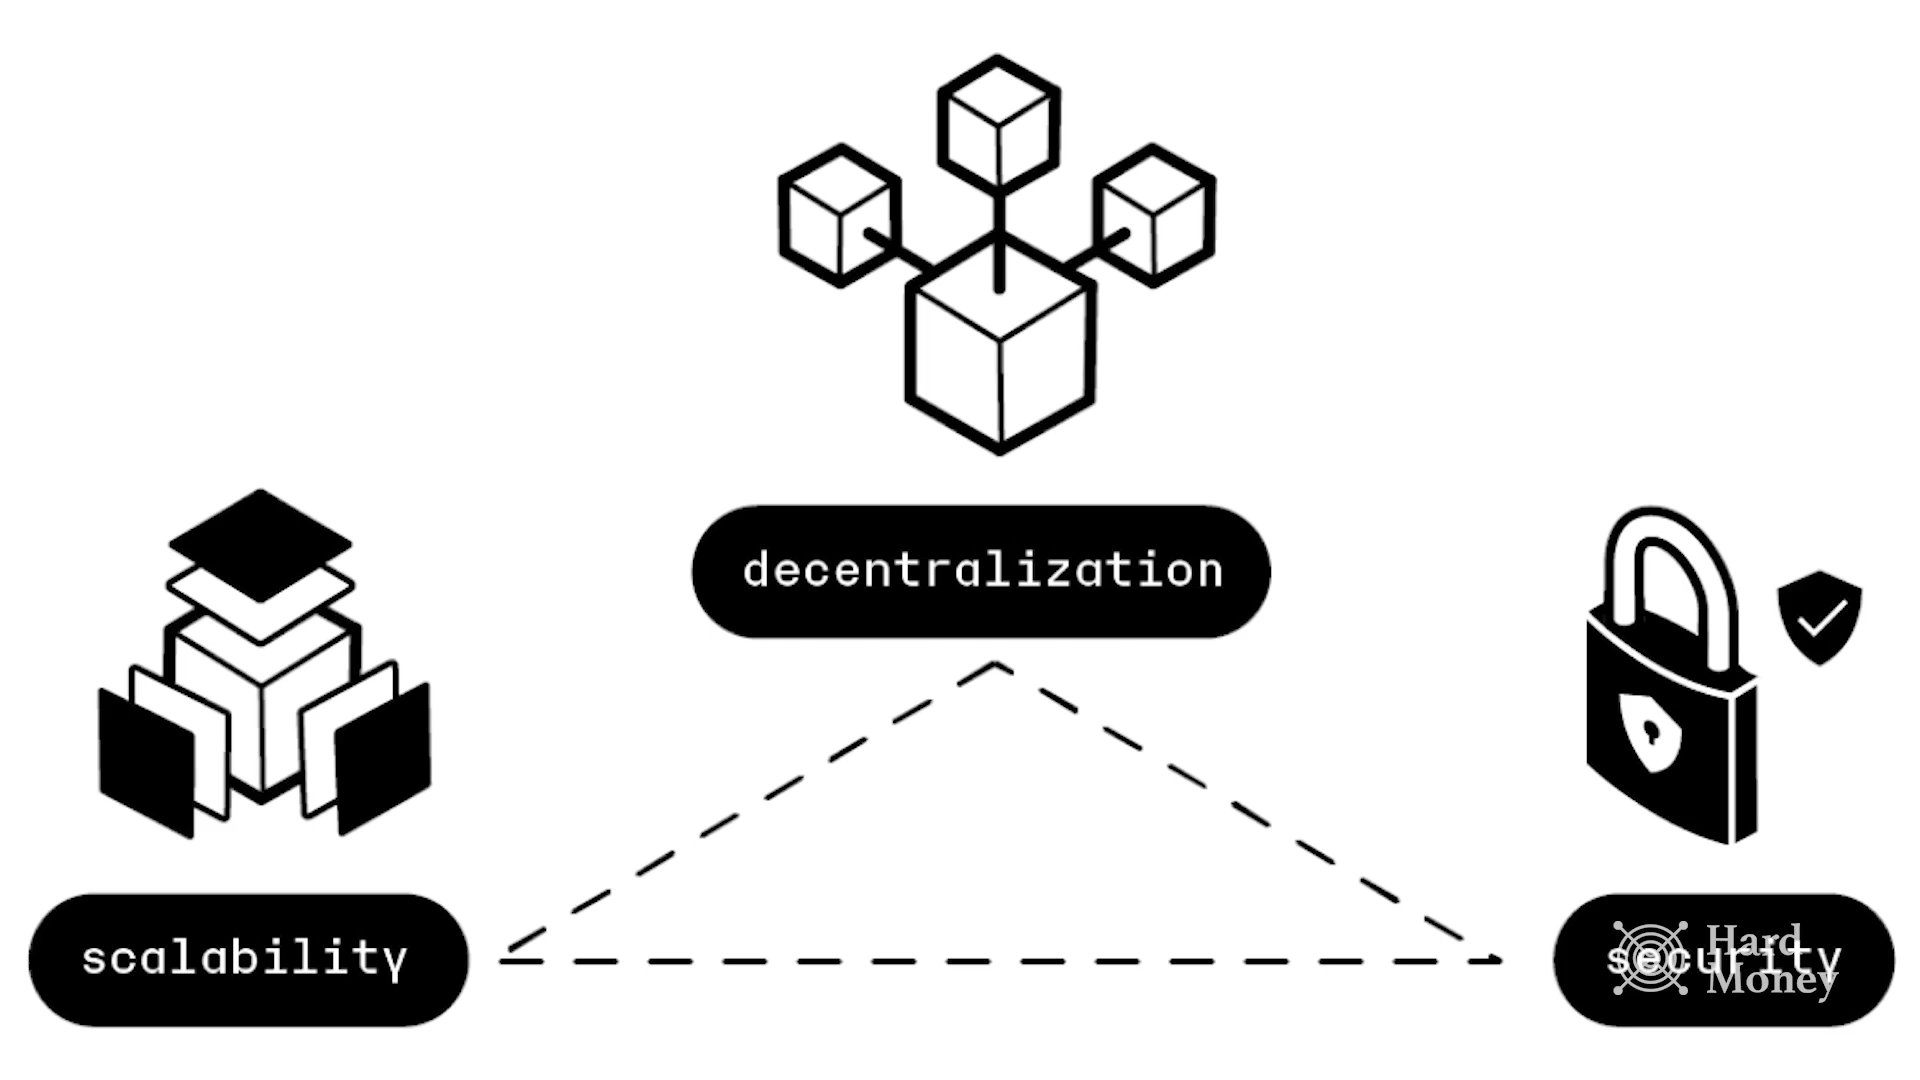 decentralization
scalability
security
Hard
Money